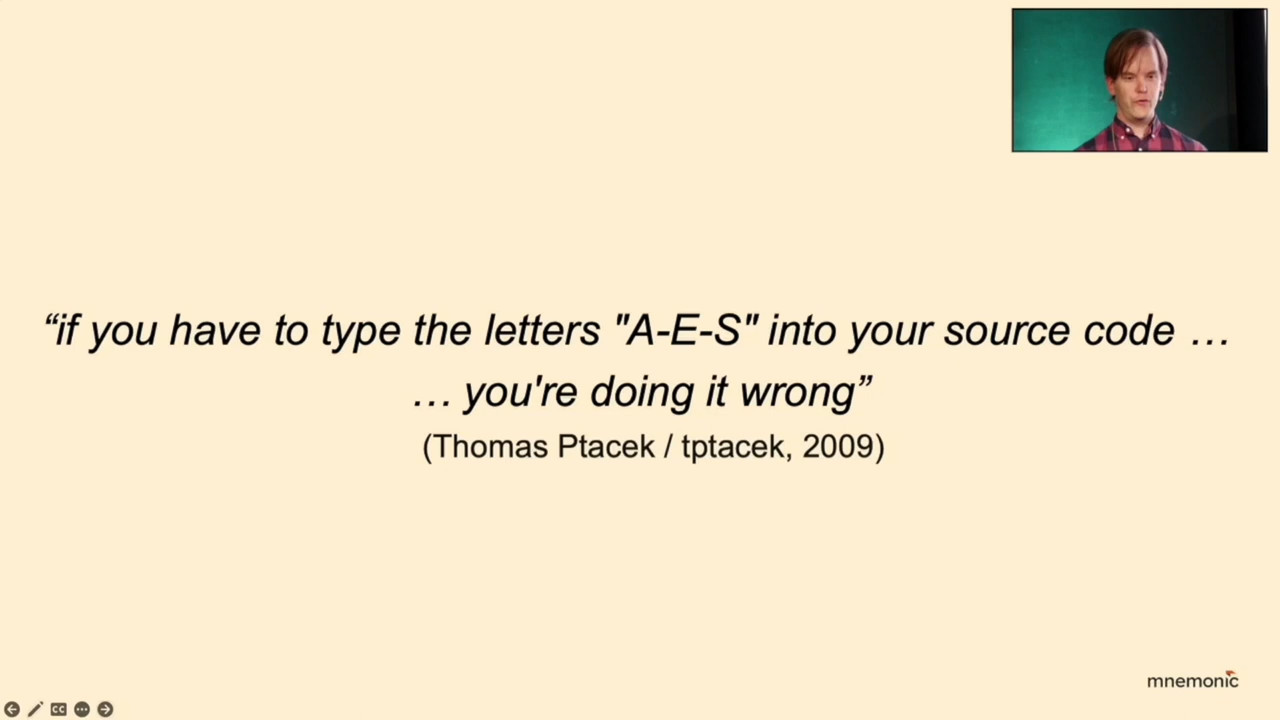 “if you have to type the letters "A-E-S" into your source code …
… you're doing it wrong”
(Thomas Ptacek / tptacek, 2009)
mnemonic
CC